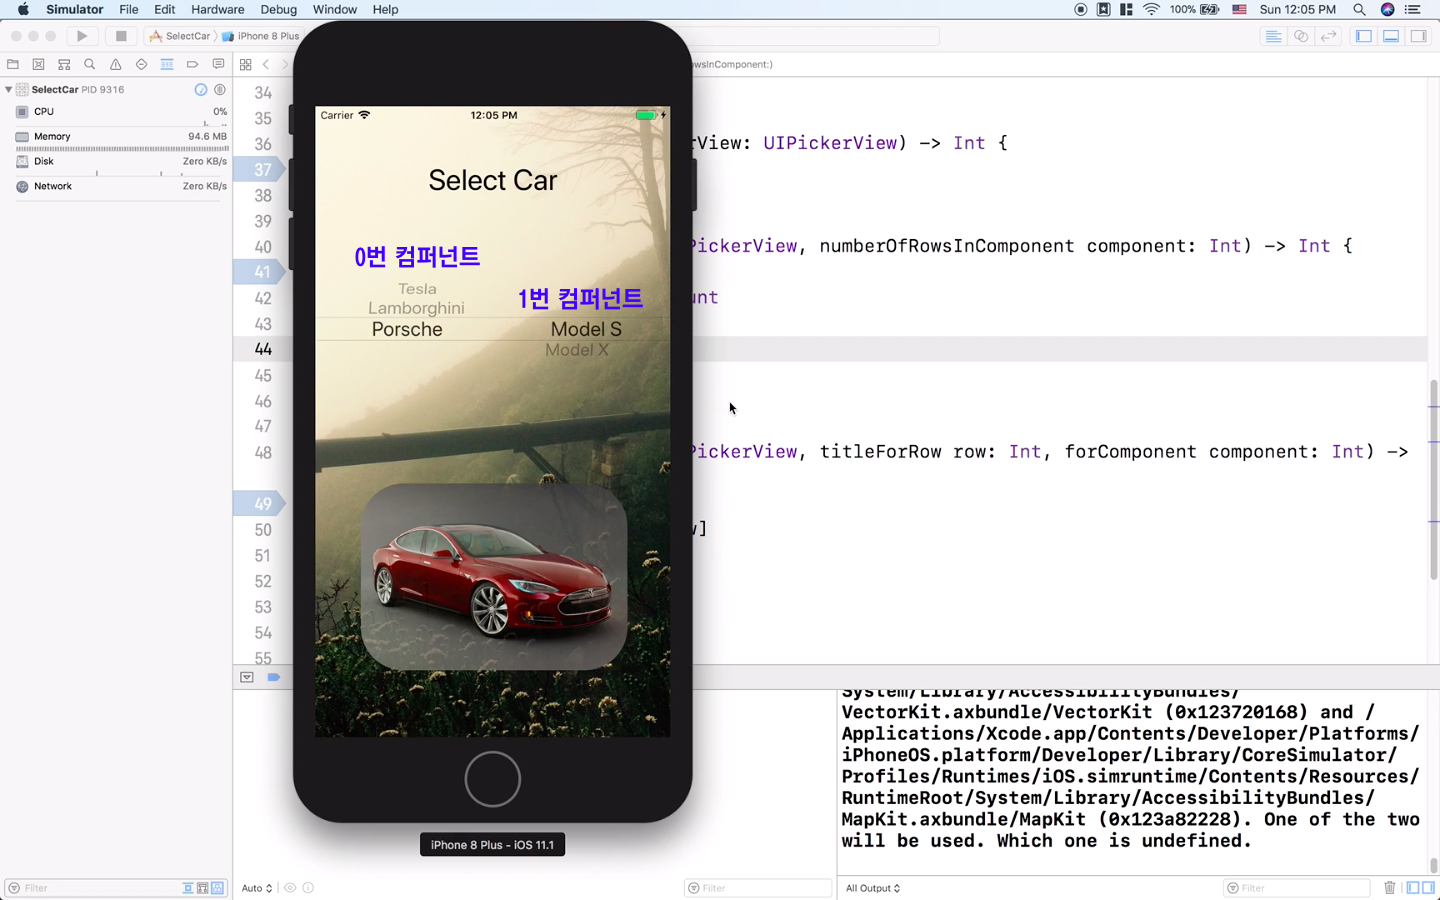 Simulator File Edit Hardware Debug Window Help 100% Sun 12:05 PM
SelectCar iPhone 8 Plus
wsInComponent:)
SelectCar PID 9316
CPU 0%
Memory 94.6 MB
Disk Zero KB/s
Network Zero KB/s
34
35
36 rView: UIPickerView) -> Int {
37
38
39
40 PickerView, numberOfRowsInComponent component: Int) -> Int {
41
42 unt
43
44
45
46
47
48 PickerView, titleForRow row: Int, forComponent component: Int) ->
49
50 w]
51
52
53
54
55
Carrier 12:05 PM
Select Car
0번 컴퍼넌트
1번 컴퍼넌트
Tesla
Lamborghini
Porsche Model S
Model X
iPhone 8 Plus - iOS 11.1
System/Library/AccessibilityBundles/
VectorKit.axbundle/VectorKit (0x123720168) and /
Applications/Xcode.app/Contents/Developer/Platforms/
iPhoneOS.platform/Developer/Library/CoreSimulator/
Profiles/Runtimes/iOS.simruntime/Contents/Resources/
RuntimeRoot/System/Library/AccessibilityBundles/
MapKit.axbundle/MapKit (0x123a82228). One of the two
will be used. Which one is undefined.
Filter Auto Filter All Output Filter